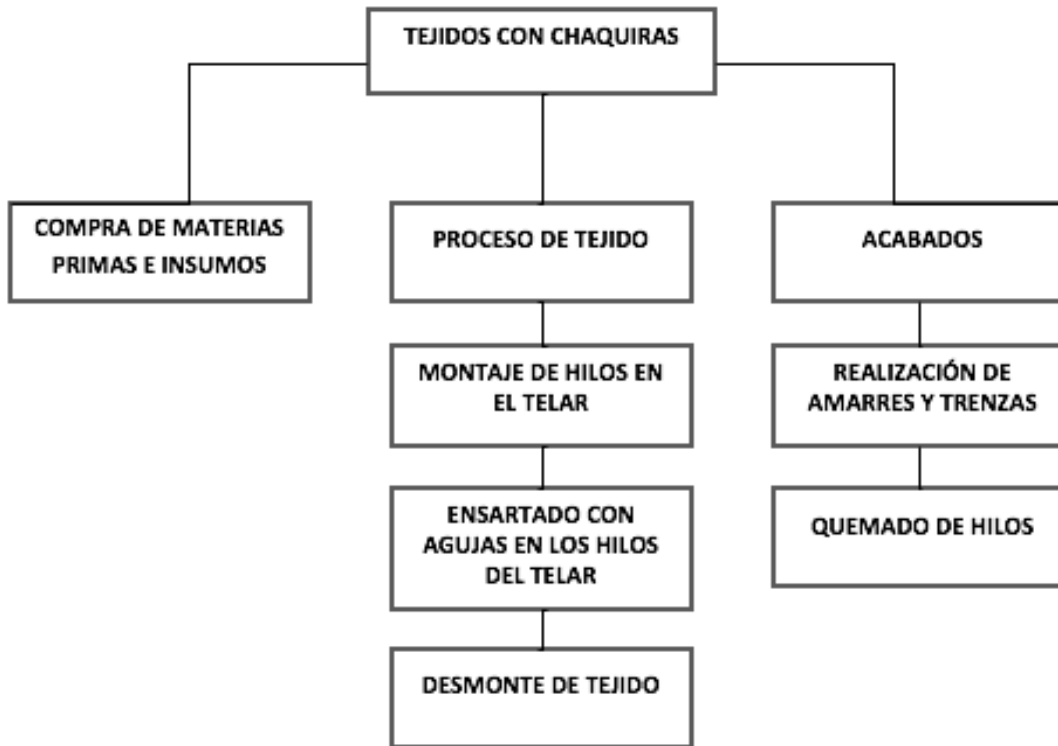 TEJIDOS CON CHAQUIRAS
COMPRA DE MATERIAS
PRIMAS E INSUMOS
PROCESO DE TEJIDO
MONTAJE DE HILOS EN
EL TELAR
ENSARTADO CON
AGUJAS EN LOS HILOS
DEL TELAR
DESMONTE DE TEJIDO
ACABADOS
REALIZACIÓN DE
AMARRES Y TRENZAS
QUEMADO DE HILOS